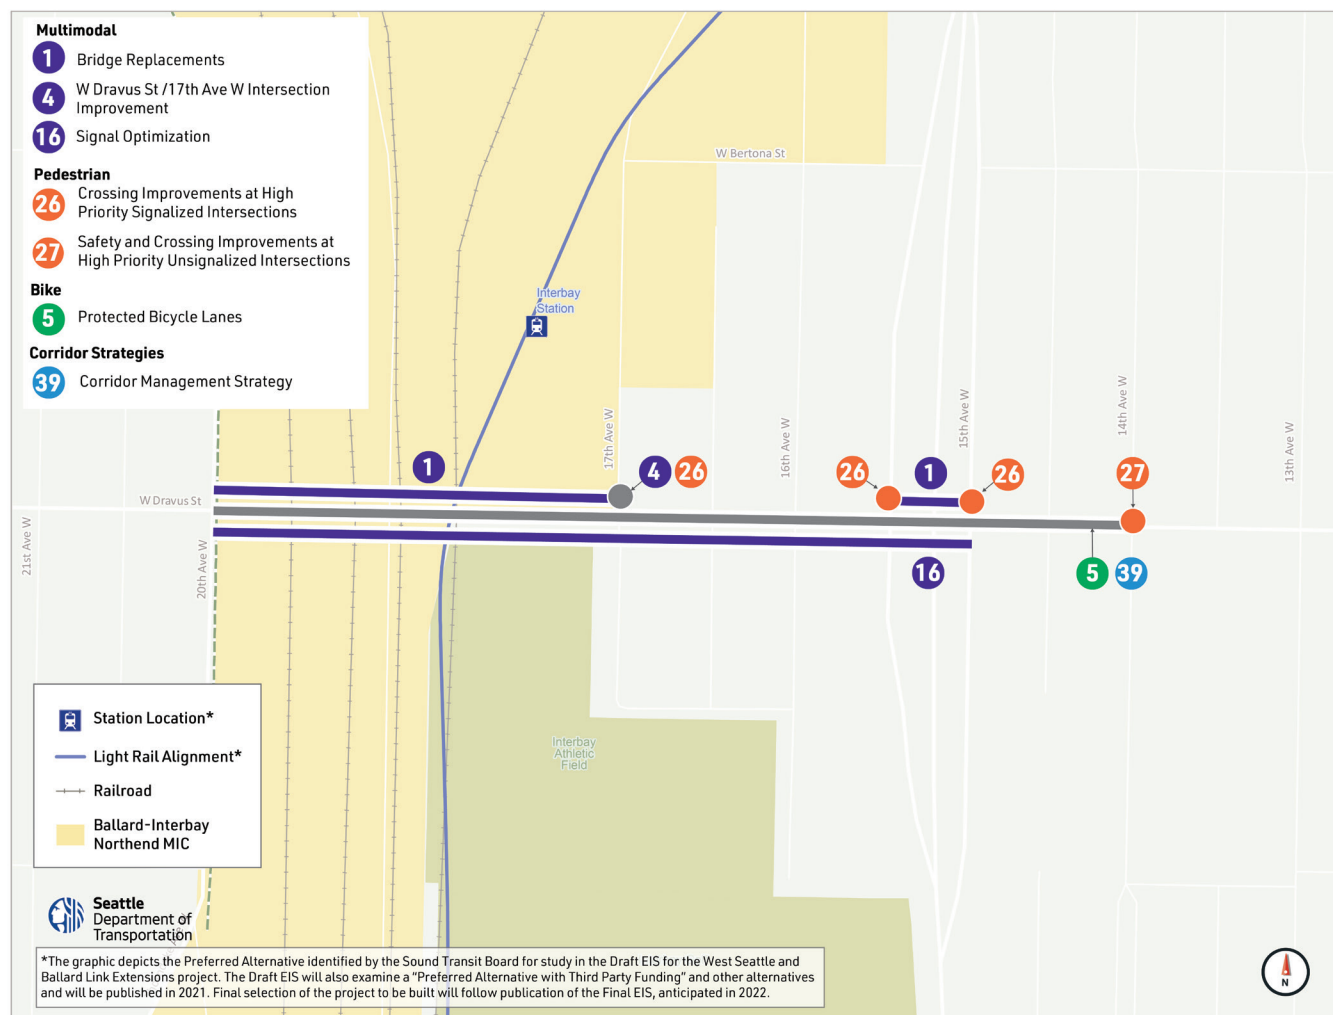 Multimodal
1 Bridge Replacements
4 W Dravus St /17th Ave W Intersection
Improvement
16 Signal Optimization
Pedestrian
26 Crossing Improvements at High
Priority Signalized Intersections
27 Safety and Crossing Improvements at
High Priority Unsignalized Intersections
Bike
5 Protected Bicycle Lanes
Corridor Strategies
39 Corridor Management Strategy
W Bertona St
Interbay
Station
17th Ave W
16th Ave W
15th Ave W
14th Ave W
13th Ave W
1
4 26
26
1
26
27
W Dravus St
21st Ave W
20th Ave W
16
5 39
Interbay
Athletic
Field
Station Location*
Light Rail Alignment*
Railroad
Ballard-Interbay
Northend MIC
Seattle
Department of
Transportation
*The graphic depicts the Preferred Alternative identified by the Sound Transit Board for study in the Draft EIS for the West Seattle and
Ballard Link Extensions project. The Draft EIS will also examine a "Preferred Alternative with Third Party Funding" and other alternatives
and will be published in 2021. Final selection of the project to be built will follow publication of the Final EIS, anticipated in 2022.
N